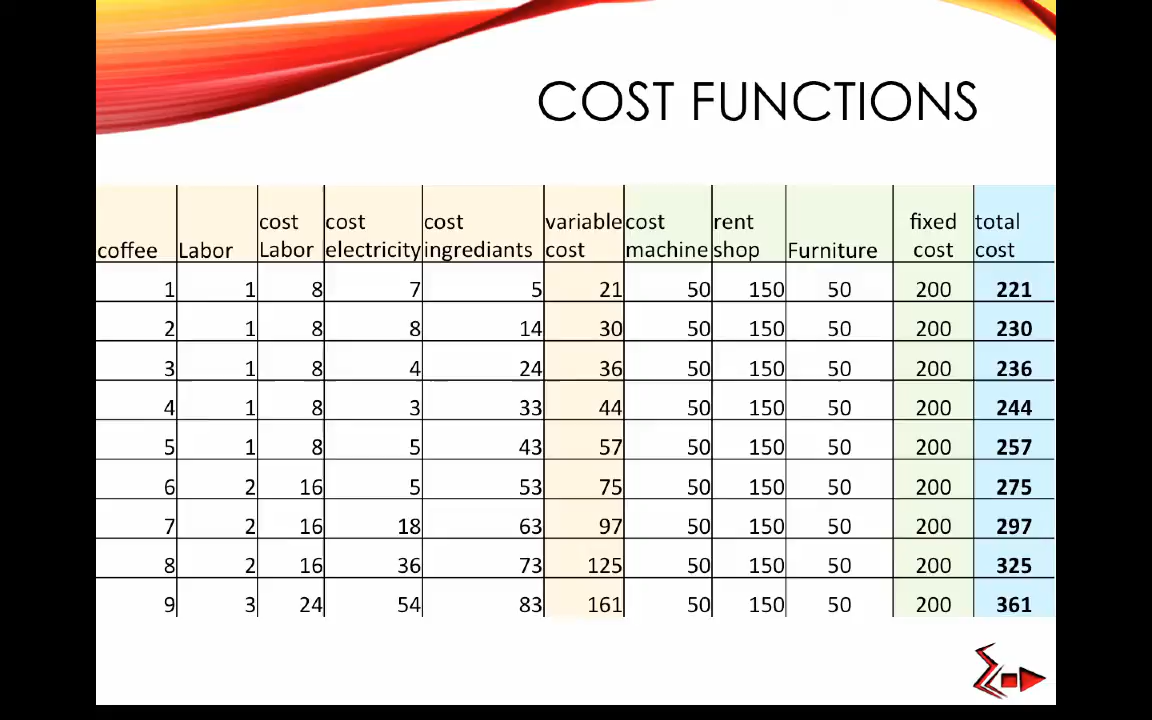 COST FUNCTIONS
coffee Labor cost Labor cost electricity cost ingrediants variable cost cost machine rent shop Furniture fixed cost total cost
1 1 8 7 5 21 50 150 50 200 221
2 1 8 8 14 30 50 150 50 200 230
3 1 8 4 24 36 50 150 50 200 236
4 1 8 3 33 44 50 150 50 200 244
5 1 8 5 43 57 50 150 50 200 257
6 2 16 5 53 75 50 150 50 200 275
7 2 16 18 63 97 50 150 50 200 297
8 2 16 36 73 125 50 150 50 200 325
9 3 24 54 83 161 50 150 50 200 361